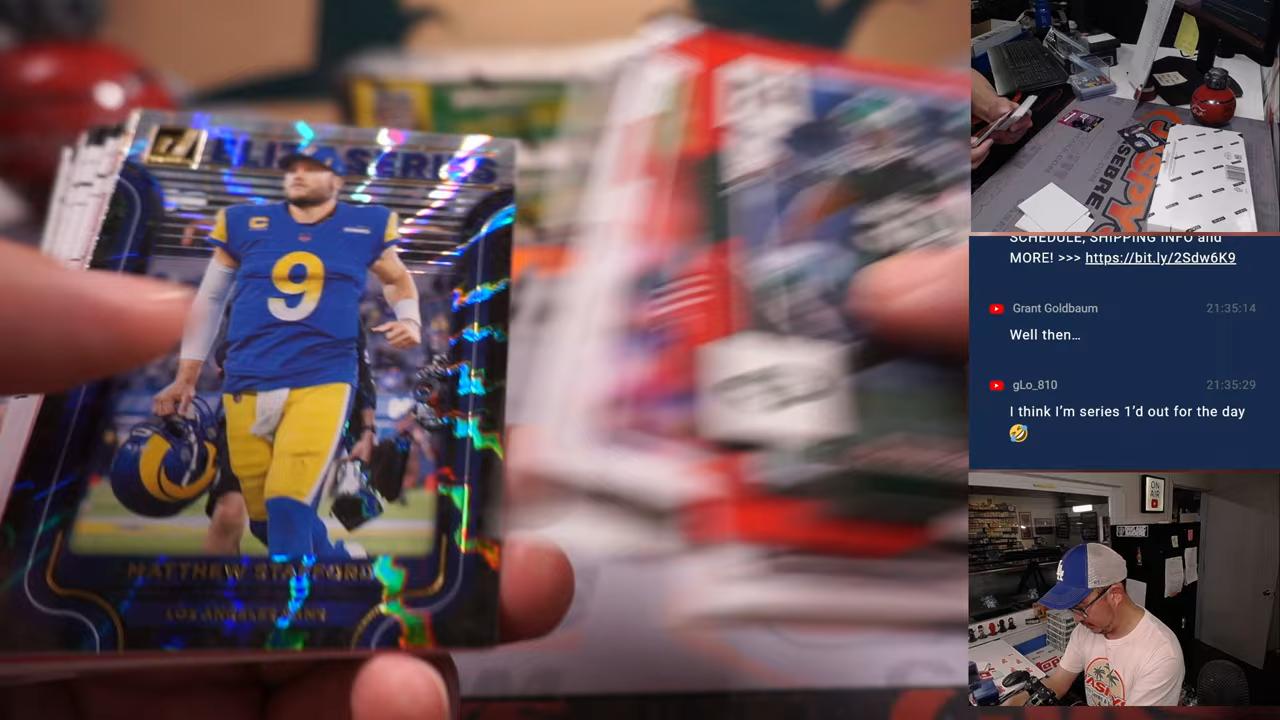 ELITE SERIES
9
C
MATTHEW STAFFORD
LOS ANGELES RAMS
SCHEDULE, SHIPPING INFO and
MORE! >>> https://bit.ly/2Sdw6K9
Grant Goldbaum
21:35:14
Well then…
gLo_810
21:35:29
I think I'm series 1'd out for the day
🤣
ON
AIR
LA